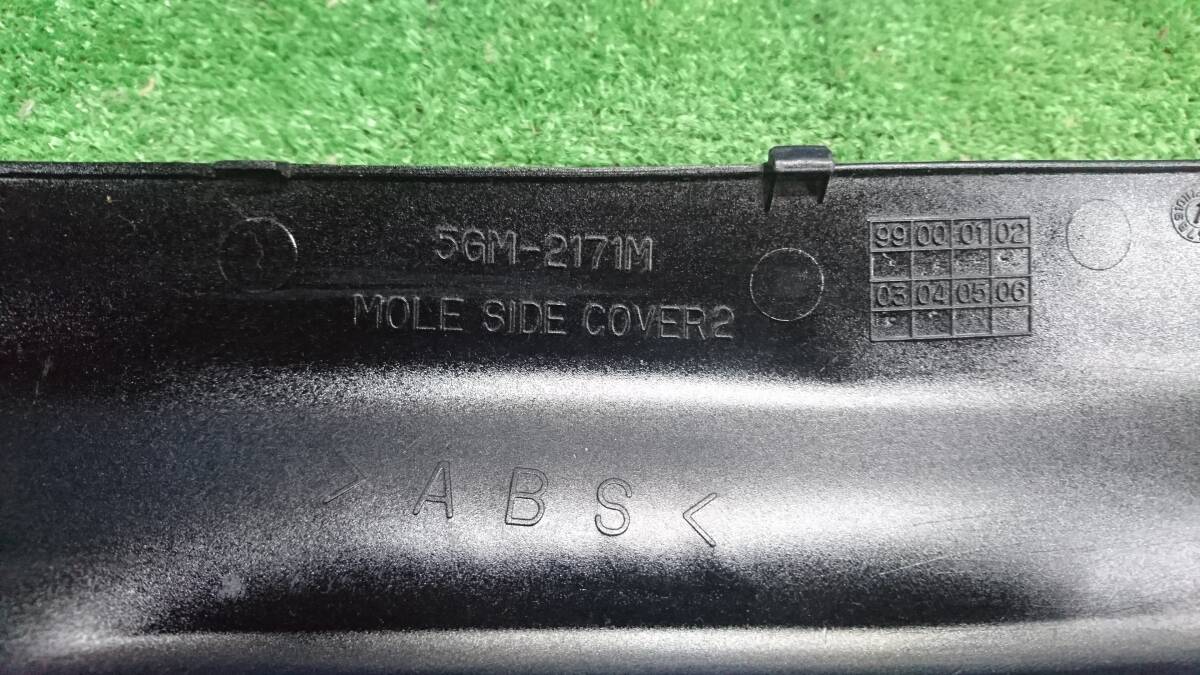 5GM-2171M
MOLE SIDE COVER2
99 00 01 02
03 04 05 06
>ABS<